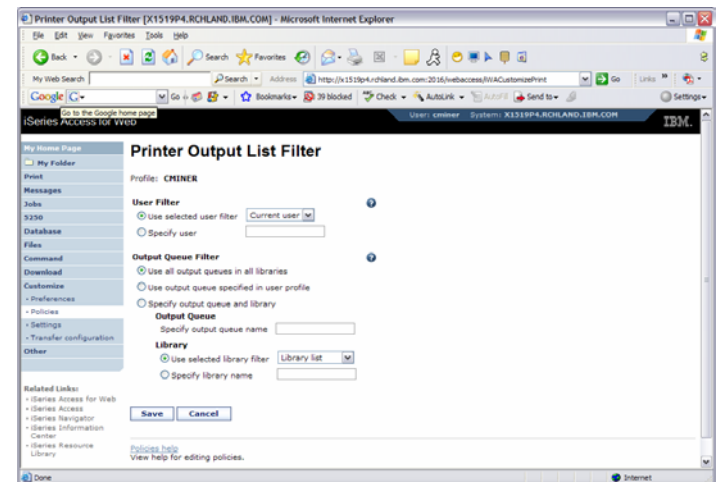 Printer Output List Filter [X1519P4.RCHLAND.IBM.COM] - Microsoft Internet Explorer
File Edit View Favorites Tools Help
Back Search Favorites
My Web Search Search Address http://x1519p4.rchland.ibm.com:2016/webaccess/iWACustomizePrint Go Links »
Google G Go Bookmarks 39 blocked Check AutoLink AutoFill Send to Settings
Go to the Google home page
iSeries Access for Web
User: cminer System: X1519P4.RCHLAND.IBM.COM
IBM.
My Home Page
My Folder
Print
Messages
Jobs
5250
Database
Files
Command
Download
Customize
• Preferences
• Policies
• Settings
• Transfer configuration
Other
Related Links:
• iSeries Access for Web
• iSeries Access
• iSeries Navigator
• iSeries Information
Center
• iSeries Resource
Library
Printer Output List Filter
Profile: CMINER
User Filter
Use selected user filter Current user
Specify user
Output Queue Filter
Use all output queues in all libraries
Use output queue specified in user profile
Specify output queue and library
Output Queue
Specify output queue name
Library
Use selected library filter Library list
Specify library name
Save Cancel
Policies help
View help for editing policies.
Done Internet